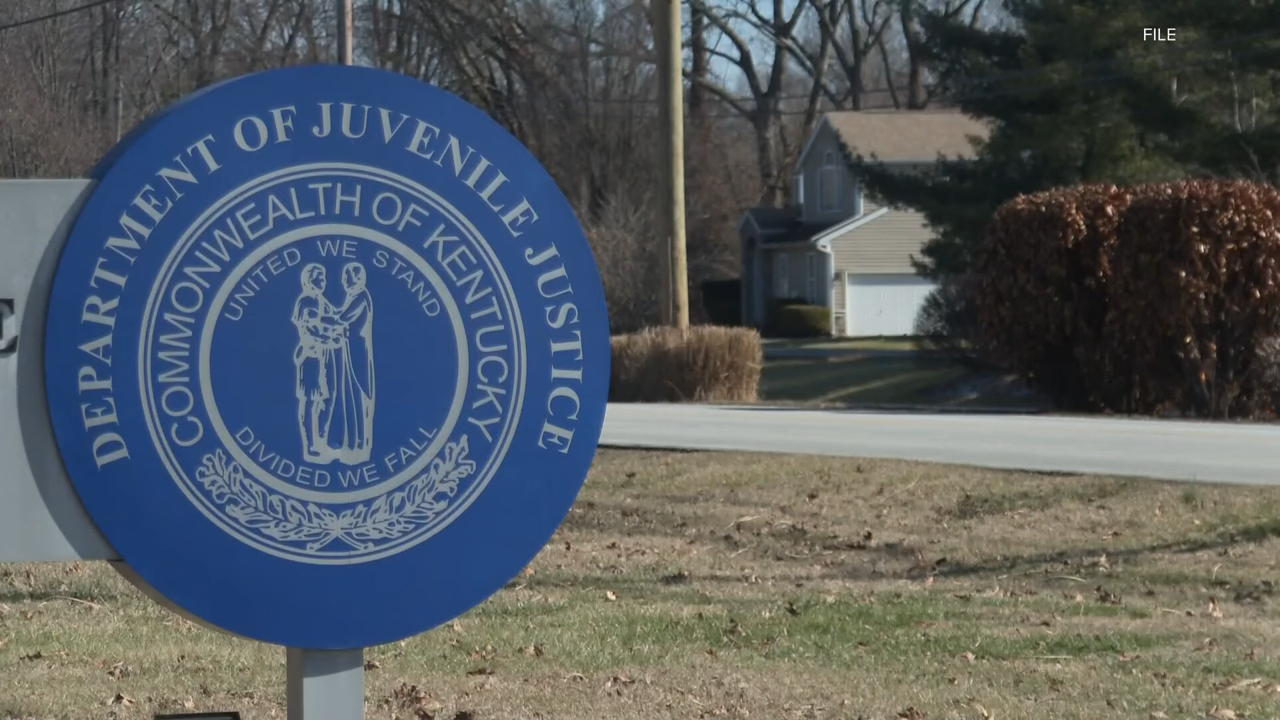 FILE
DEPARTMENT OF JUVENILE JUSTICE
COMMONWEALTH OF KENTUCKY
UNITED WE STAND
DIVIDED WE FALL